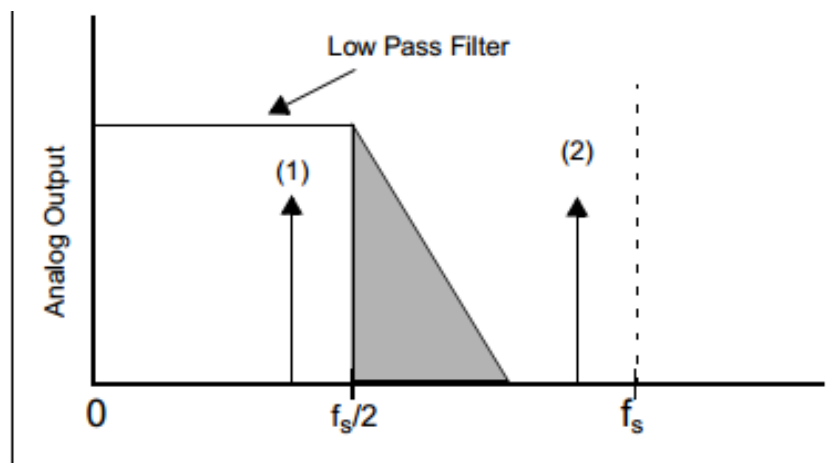 Low Pass Filter
(1)
(2)
Analog Output
0
fs/2
fs